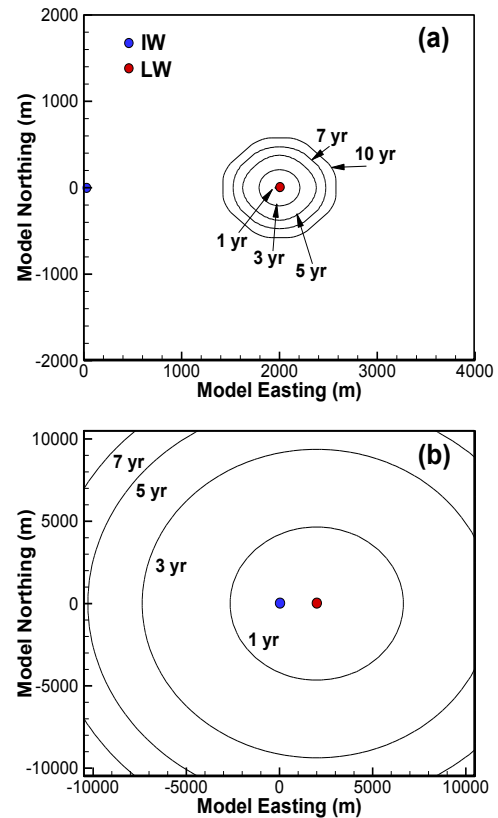 2000
(a)
IW
LW
1000
7 yr
10 yr
0
1 yr
3 yr
5 yr
-1000
-2000
0 1000 2000 3000 4000
Model Northing (m)
Model Easting (m)
10000
(b)
7 yr
5 yr
5000
3 yr
0
1 yr
-5000
-10000
-10000 -5000 0 5000 10000
Model Northing (m)
Model Easting (m)